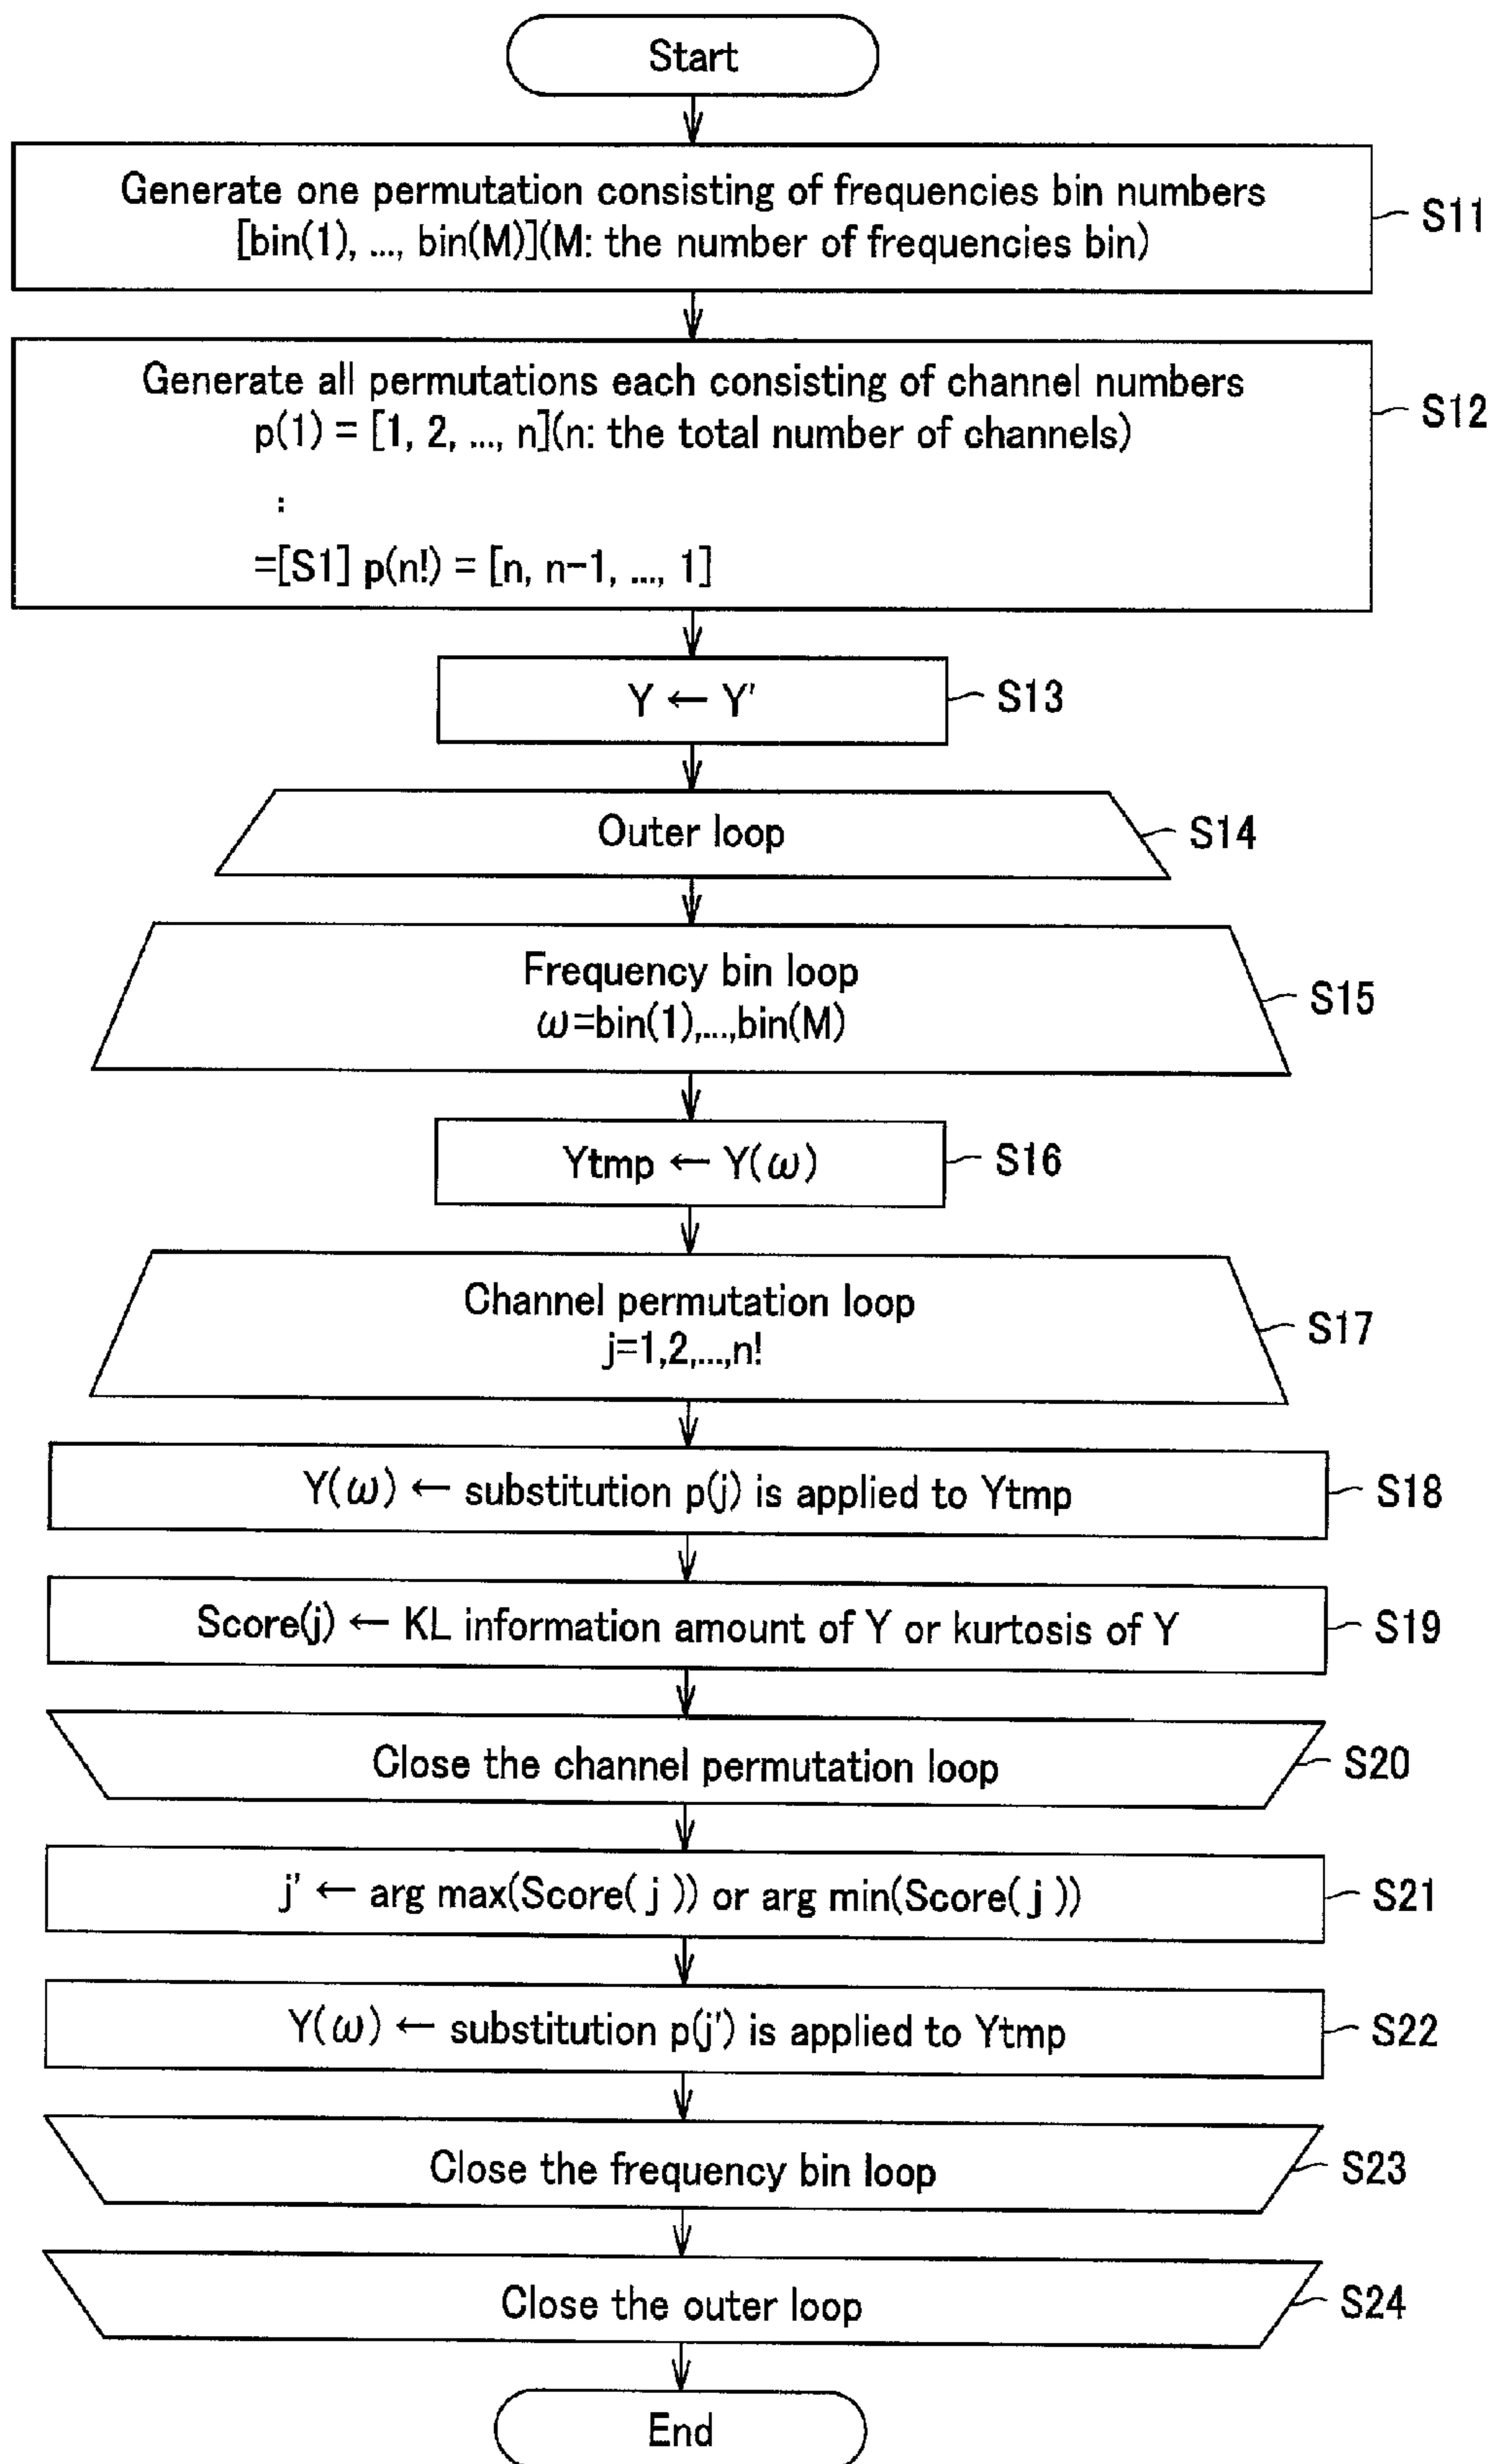 Start
Generate one permutation consisting of frequencies bin numbers
[bin(1), ..., bin(M)](M: the number of frequencies bin)
S11
Generate all permutations each consisting of channel numbers
p(1) = [1, 2, ..., n](n: the total number of channels)
:
=[S1] p(n!) = [n, n-1, ..., 1]
S12
Y ← Y'
S13
Outer loop
S14
Frequency bin loop
ω=bin(1),...,bin(M)
S15
Ytmp ← Y(ω)
S16
Channel permutation loop
j=1,2,...,n!
S17
Y(ω) ← substitution p(j) is applied to Ytmp
S18
Score(j) ← KL information amount of Y or kurtosis of Y
S19
Close the channel permutation loop
S20
j' ← arg max(Score( j )) or arg min(Score( j ))
S21
Y(ω) ← substitution p(j') is applied to Ytmp
S22
Close the frequency bin loop
S23
Close the outer loop
S24
End